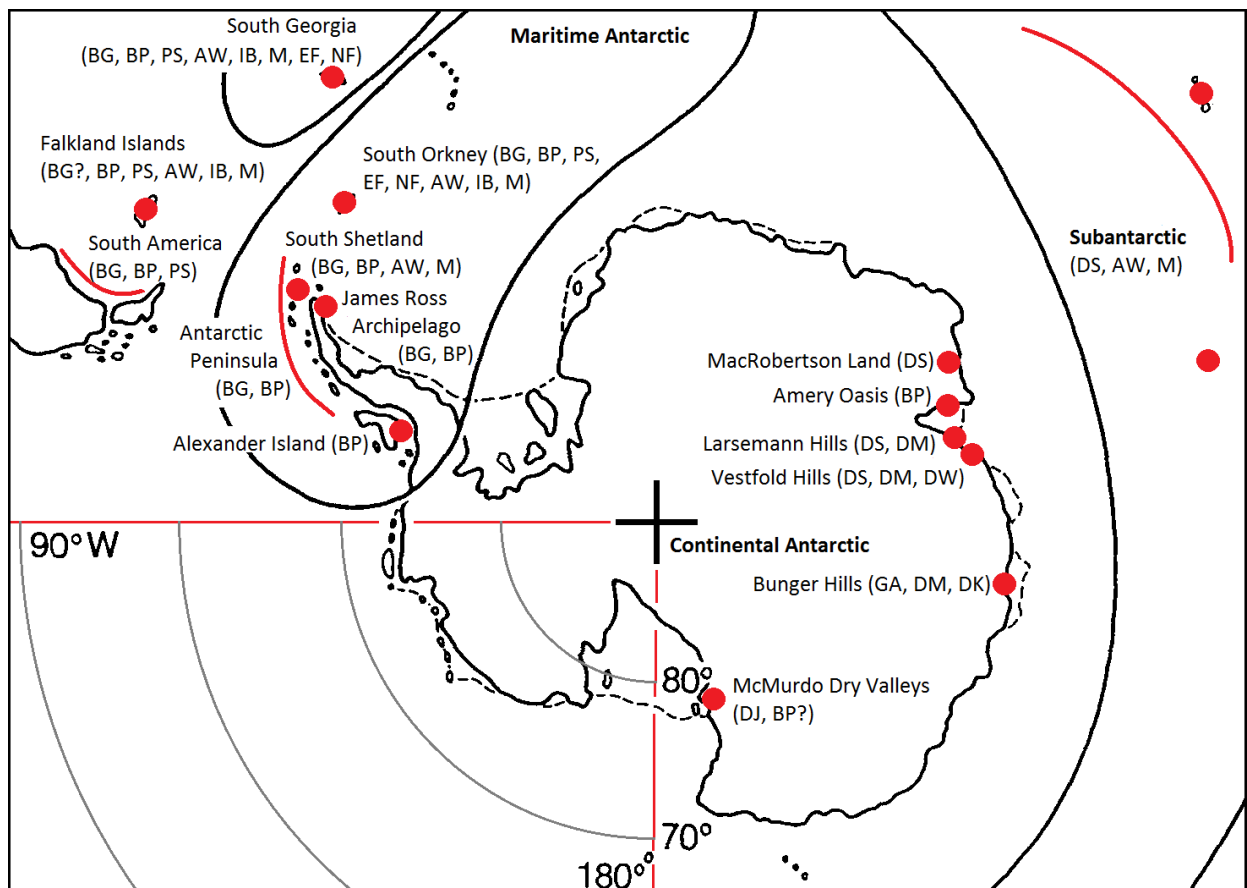 South Georgia
(BG, BP, PS, AW, IB, M, EF, NF)
Maritime Antarctic
Falkland Islands
(BG?, BP, PS, AW, IB, M)
South Orkney (BG, BP, PS,
EF, NF, AW, IB, M)
South America
(BG, BP, PS)
South Shetland
(BG, BP, AW, M)
Subantarctic
(DS, AW, M)
James Ross
Archipelago
(BG, BP)
Antarctic
Peninsula
(BG, BP)
MacRobertson Land (DS)
Amery Oasis (BP)
Alexander Island (BP)
Larsemann Hills (DS, DM)
Vestfold Hills (DS, DM, DW)
90° W
Continental Antarctic
Bunger Hills (GA, DM, DK)
80°
McMurdo Dry Valleys
(DJ, BP?)
70°
180°